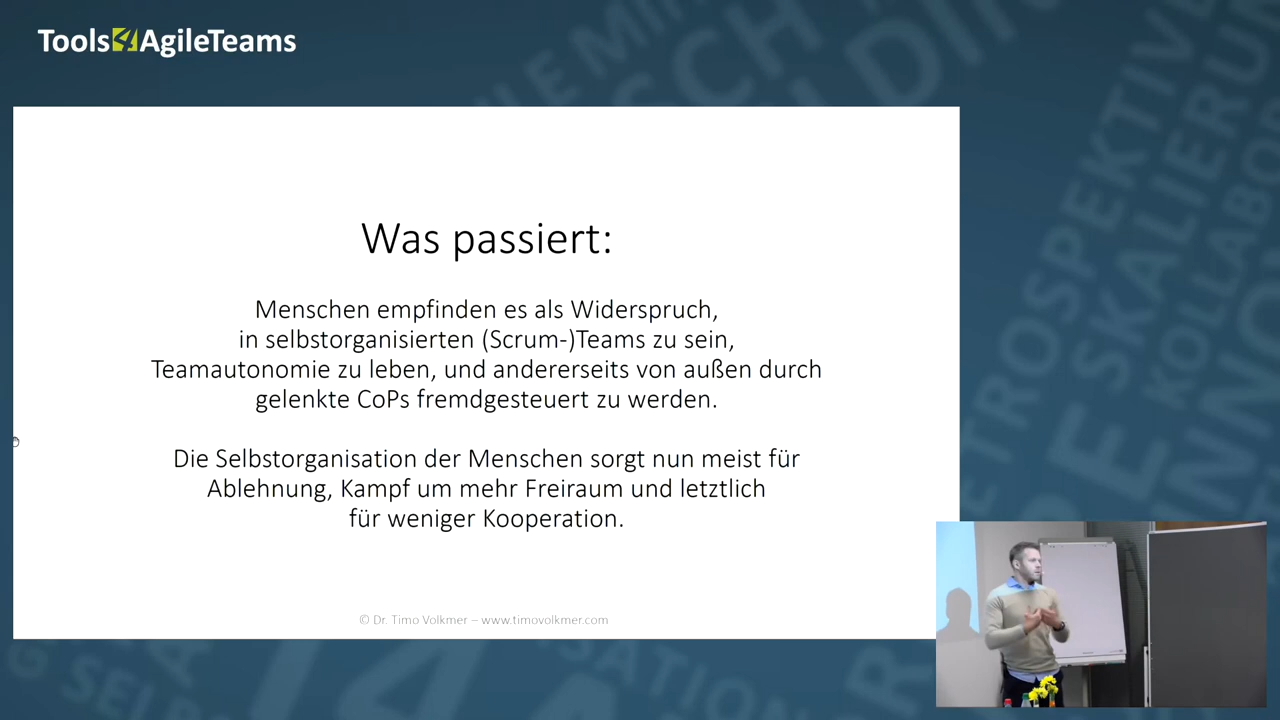 Tools4AgileTeams
Was passiert:
Menschen empfinden es als Widerspruch,
in selbstorganisierten (Scrum-)Teams zu sein,
Teamautonomie zu leben, und andererseits von außen durch
gelenkte CoPs fremdgesteuert zu werden.
Die Selbstorganisation der Menschen sorgt nun meist für
Ablehnung, Kampf um mehr Freiraum und letztlich
für weniger Kooperation.
© Dr. Timo Volkmer – www.timovolkmer.com